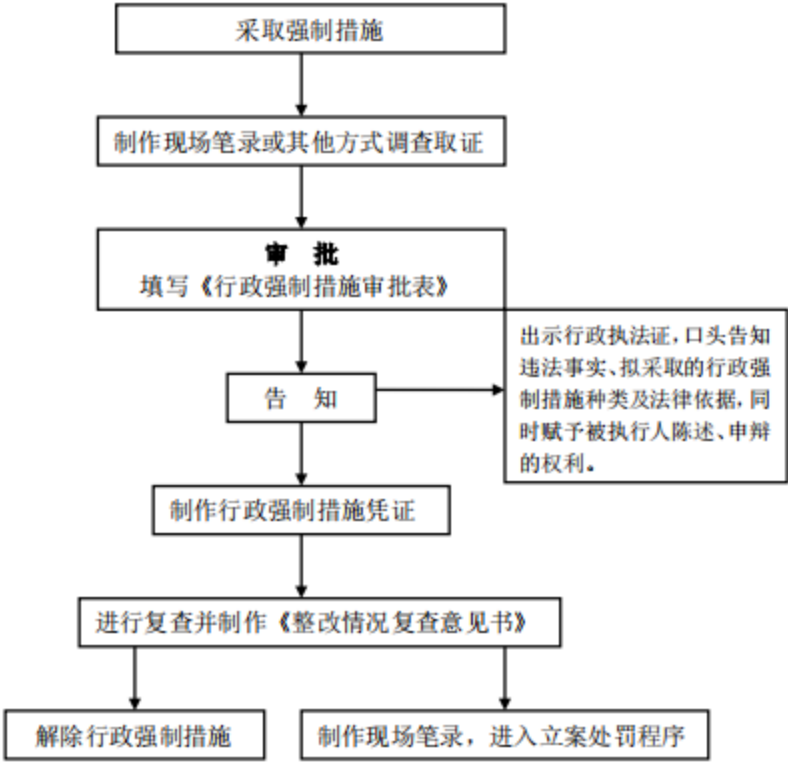 采取强制措施
制作现场笔录或其他方式调查取证
审 批
填写《行政强制措施审批表》
告 知
出示行政执法证，口头告知
违法事实、拟采取的行政强
制措施种类及法律依据，同
时赋予被执行人陈述、申辩
的权利。
制作行政强制措施凭证
进行复查并制作《整改情况复查意见书》
解除行政强制措施
制作现场笔录，进入立案处罚程序